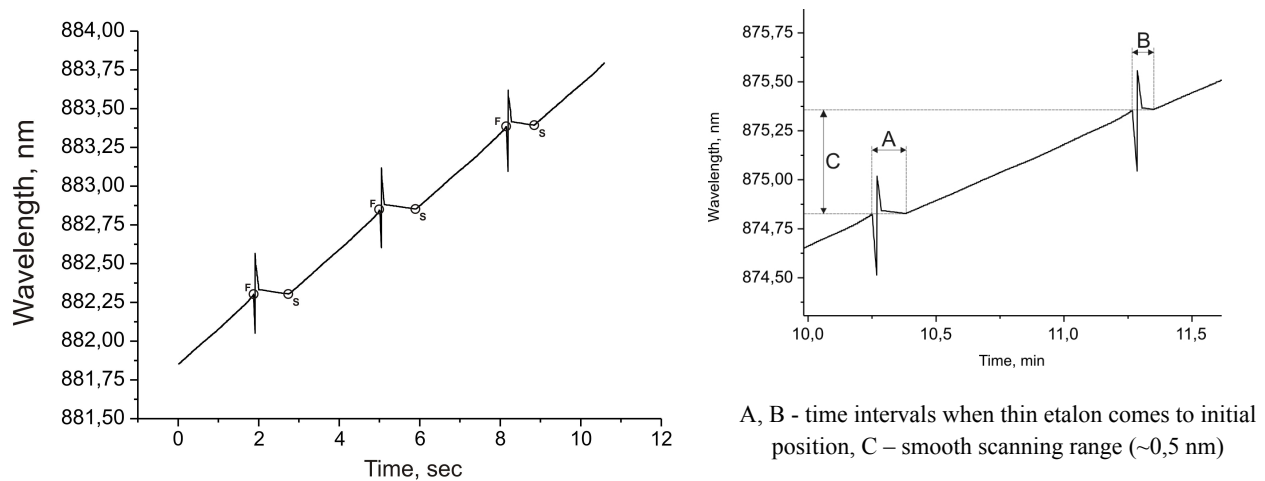 884,00
883,75
883,50
883,25
883,00
882,75
882,50
882,25
882,00
881,75
881,50
Wavelength, nm
F
S
F
S
F
S
0 2 4 6 8 10 12
Time, sec
875,75
875,50
875,25
875,00
874,75
874,50
Wavelength, nm
A
B
C
10,0 10,5 11,0 11,5
Time, min
A, B - time intervals when thin etalon comes to initial
position, C – smooth scanning range (~0,5 nm)